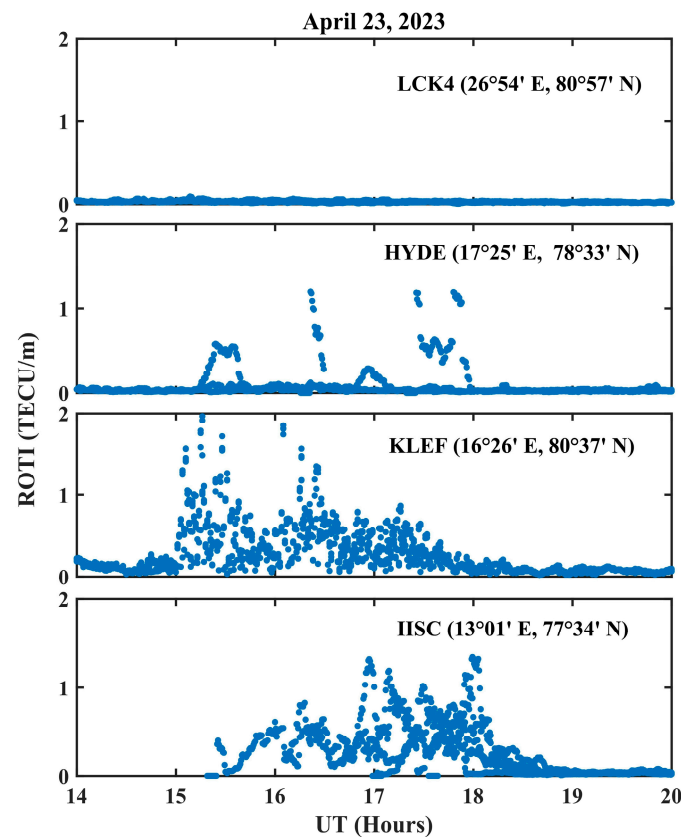 April 23, 2023
2
LCK4 (26°54' E, 80°57' N)
1
0
2
HYDE (17°25' E, 78°33' N)
1
0
2
KLEF (16°26' E, 80°37' N)
1
0
2
IISC (13°01' E, 77°34' N)
1
0
ROTI (TECU/m)
14 15 16 17 18 19 20
UT (Hours)